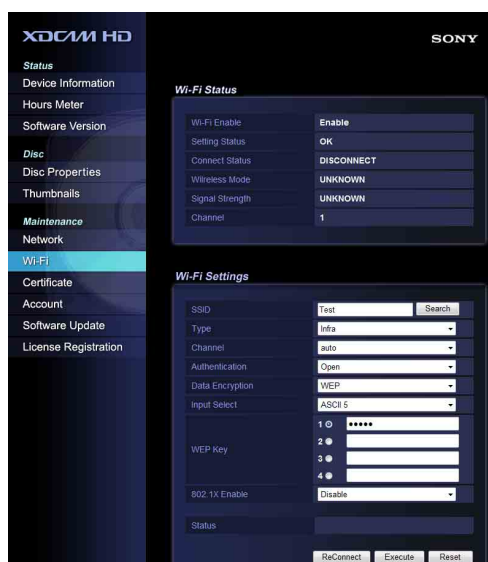 XDCAM HD
SONY
Status
Device Information
Hours Meter
Software Version
Disc
Disc Properties
Thumbnails
Maintenance
Network
Wi-Fi
Certificate
Account
Software Update
License Registration
Wi-Fi Status
Wi-Fi Enable Enable
Setting Status OK
Connect Status DISCONNECT
Wireless Mode UNKNOWN
Signal Strength UNKNOWN
Channel 1
Wi-Fi Settings
SSID Test Search
Type Infra
Channel auto
Authentication Open
Data Encryption WEP
Input Select ASCII 5
WEP Key
1 •••••
2
3
4
802.1X Enable Disable
Status
ReConnect Execute Reset